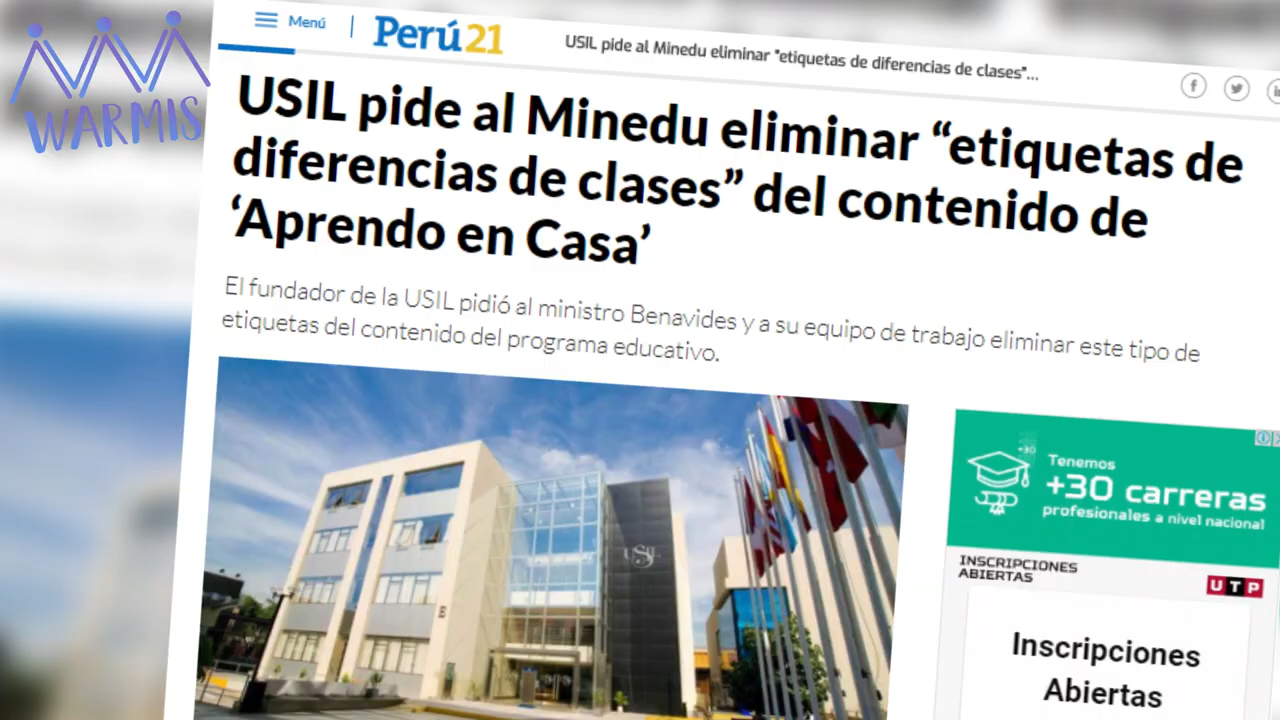 WARMIS
Menú
Perú21
USIL pide al Minedu eliminar "etiquetas de diferencias de clases"...
USIL pide al Minedu eliminar “etiquetas de
diferencias de clases” del contenido de
‘Aprendo en Casa’
El fundador de la USIL pidió al ministro Benavides y a su equipo de trabajo eliminar este tipo de
etiquetas del contenido del programa educativo.
USIL
E
+30
Tenemos
+30 carreras
profesionales a nivel nacional
INSCRIPCIONES
ABIERTAS
UTP
Inscripciones
Abiertas